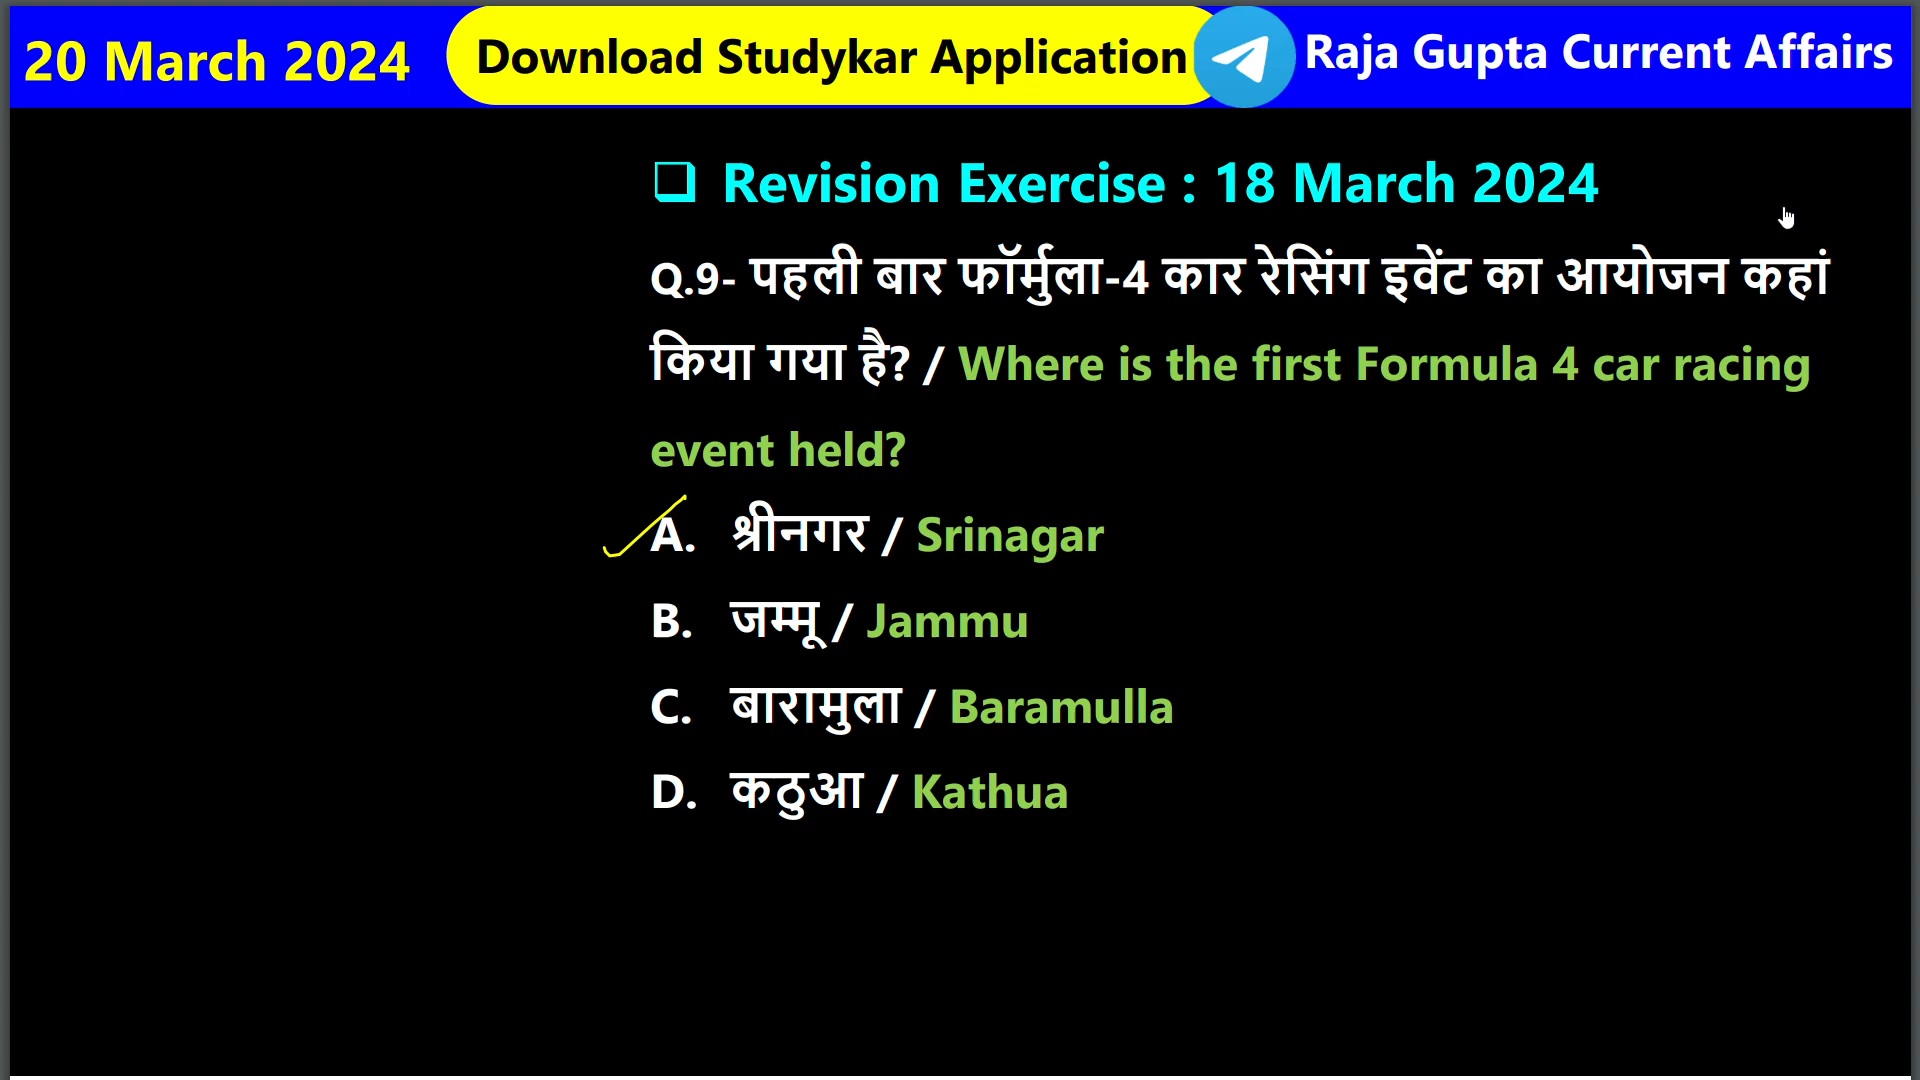 20 March 2024 Download Studykar Application Raja Gupta Current Affairs
❑ Revision Exercise : 18 March 2024
Q.9- पहली बार फॉर्मुला-4 कार रेसिंग इवेंट का आयोजन कहां
किया गया है? / Where is the first Formula 4 car racing
event held?
A. श्रीनगर / Srinagar
B. जम्मू / Jammu
C. बारामुला / Baramulla
D. कठुआ / Kathua